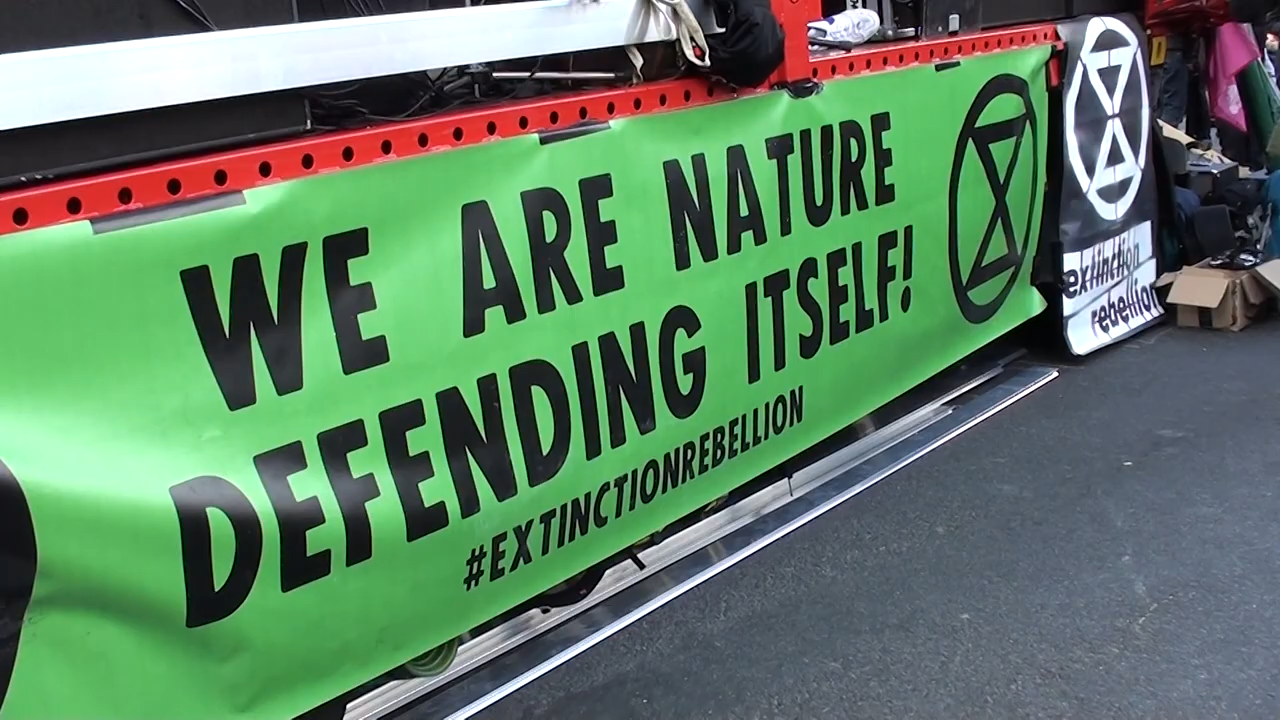 WE ARE NATURE
DEFENDING ITSELF!
#EXTINCTIONREBELLION
extinction
rebellion